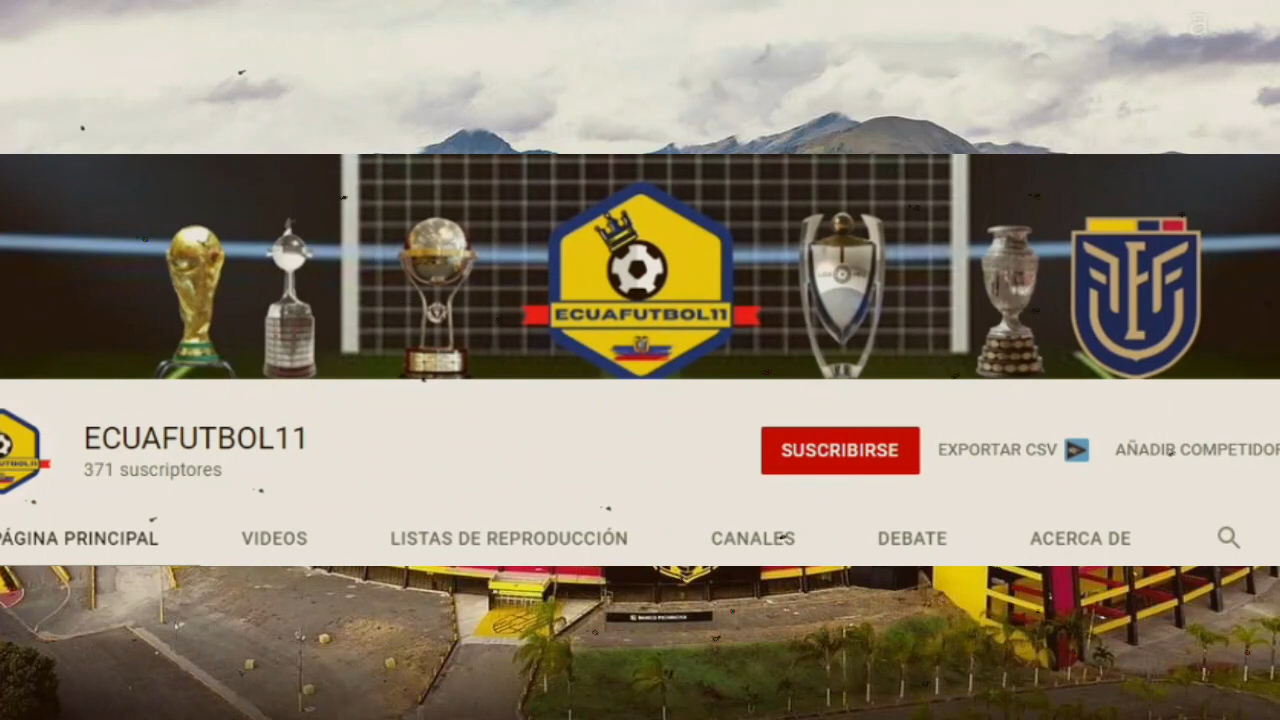 ECUAFUTBOL11
ECUAFUTBOL11
371 suscriptores
SUSCRIBIRSE
EXPORTAR CSV
AÑADIR COMPETIDOR
PÁGINA PRINCIPAL
VIDEOS
LISTAS DE REPRODUCCIÓN
CANALES
DEBATE
ACERCA DE